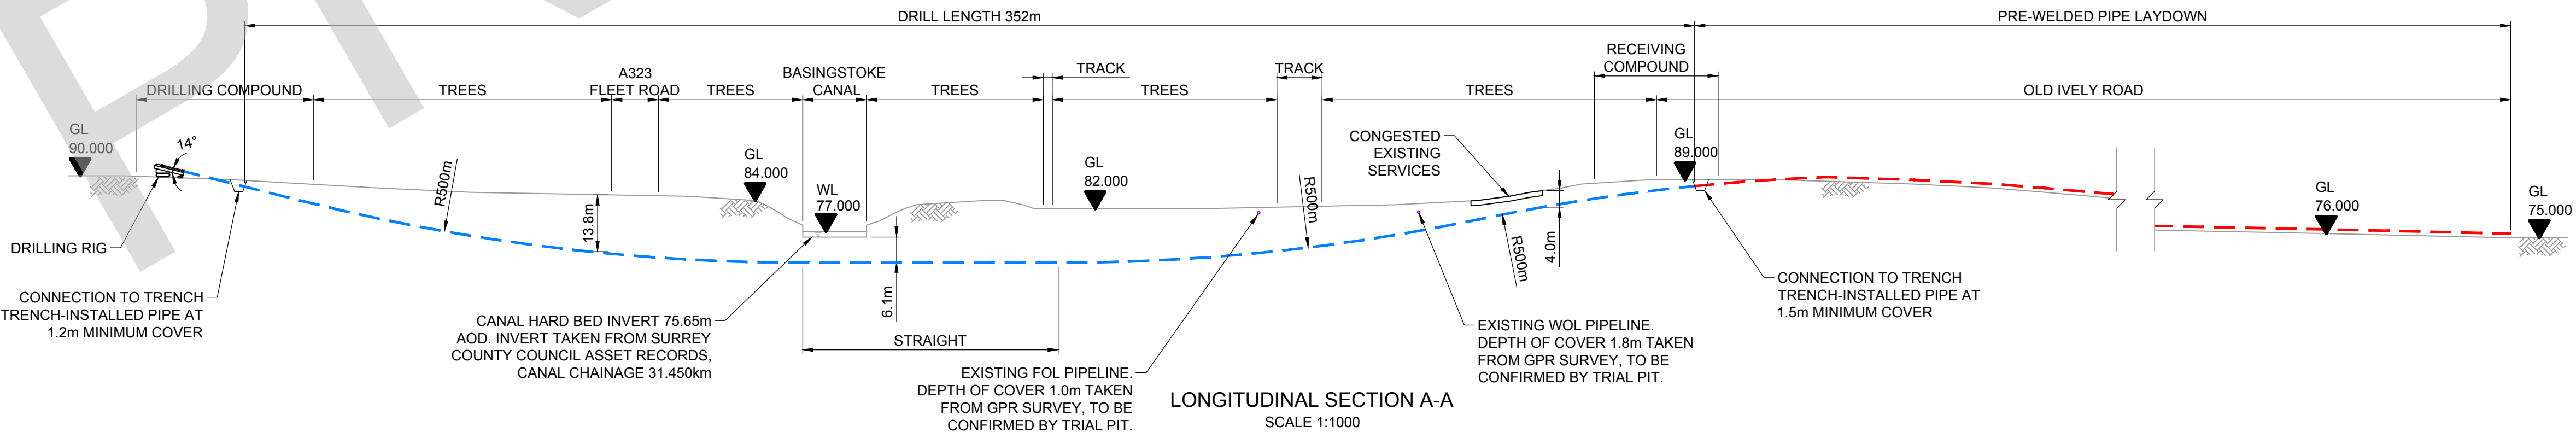 DRILL LENGTH 352m
PRE-WELDED PIPE LAYDOWN
DRILLING COMPOUND
TREES
A323
FLEET ROAD
TREES
BASINGSTOKE
CANAL
TREES
TRACK
TREES
TRACK
TREES
RECEIVING
COMPOUND
OLD IVELY ROAD
GL
90.000
14°
R500m
13.8m
GL
84.000
WL
77.000
GL
82.000
R500m
CONGESTED
EXISTING
SERVICES
R500m
4.0m
GL
89.000
GL
76.000
GL
75.000
DRILLING RIG
CONNECTION TO TRENCH
TRENCH-INSTALLED PIPE AT
1.2m MINIMUM COVER
CANAL HARD BED INVERT 75.65m
AOD. INVERT TAKEN FROM SURREY
COUNTY COUNCIL ASSET RECORDS,
CANAL CHAINAGE 31.450km
6.1m
STRAIGHT
EXISTING FOL PIPELINE.
DEPTH OF COVER 1.0m TAKEN
FROM GPR SURVEY, TO BE
CONFIRMED BY TRIAL PIT.
EXISTING WOL PIPELINE.
DEPTH OF COVER 1.8m TAKEN
FROM GPR SURVEY, TO BE
CONFIRMED BY TRIAL PIT.
CONNECTION TO TRENCH
TRENCH-INSTALLED PIPE AT
1.5m MINIMUM COVER
LONGITUDINAL SECTION A-A
SCALE 1:1000